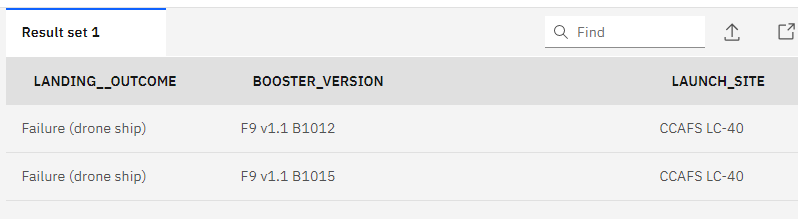 Result set 1
Find
LANDING__OUTCOME BOOSTER_VERSION LAUNCH_SITE
Failure (drone ship) F9 v1.1 B1012 CCAFS LC-40
Failure (drone ship) F9 v1.1 B1015 CCAFS LC-40